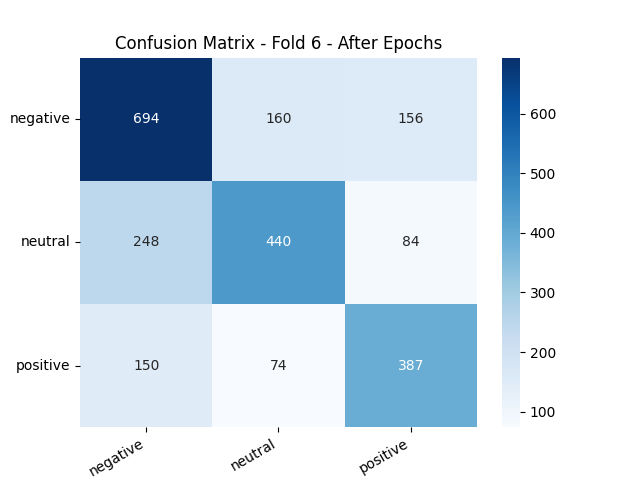 Confusion Matrix - Fold 6 - After Epochs
negative 694 160 156
neutral 248 440 84
positive 150 74 387
negative neutral positive
600
500
400
300
200
100